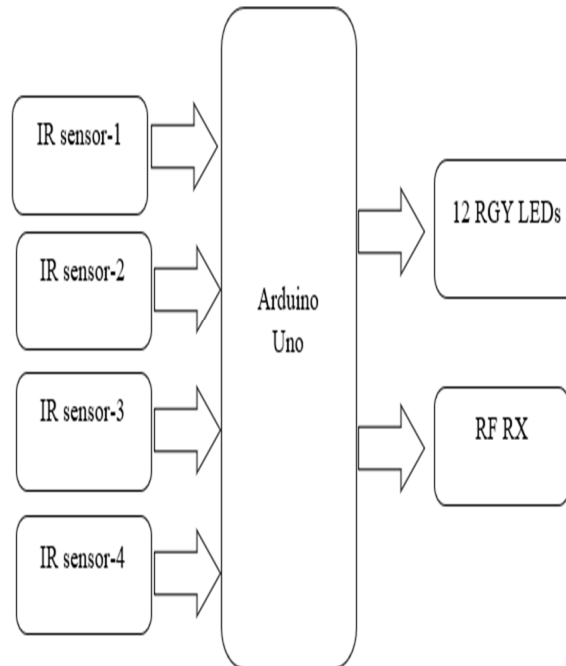 IR sensor-1
IR sensor-2
IR sensor-3
IR sensor-4
Arduino
Uno
12 RGY LEDs
RF RX